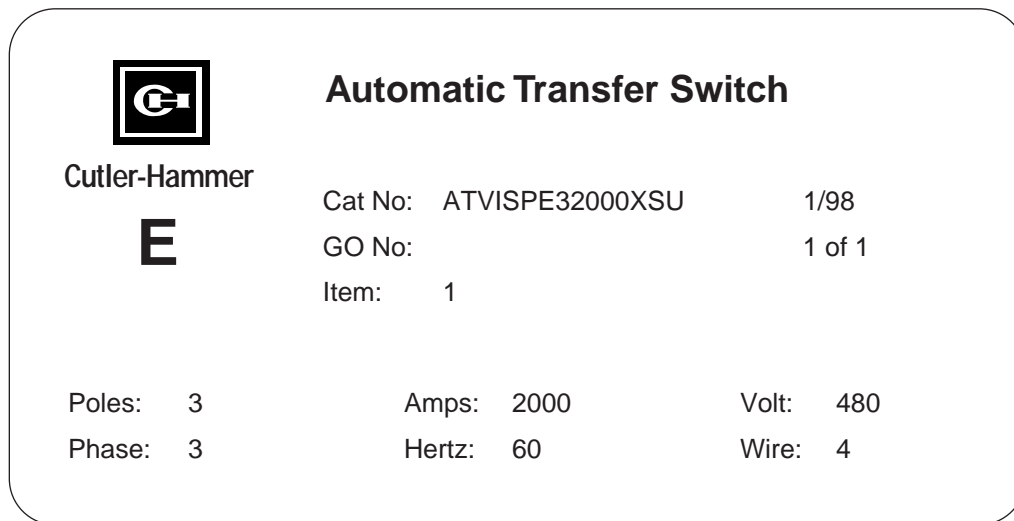 Automatic Transfer Switch
CH
Cutler-Hammer
E
Cat No: ATVISPE32000XSU 1/98
GO No: 1 of 1
Item: 1
Poles: 3 Amps: 2000 Volt: 480
Phase: 3 Hertz: 60 Wire: 4